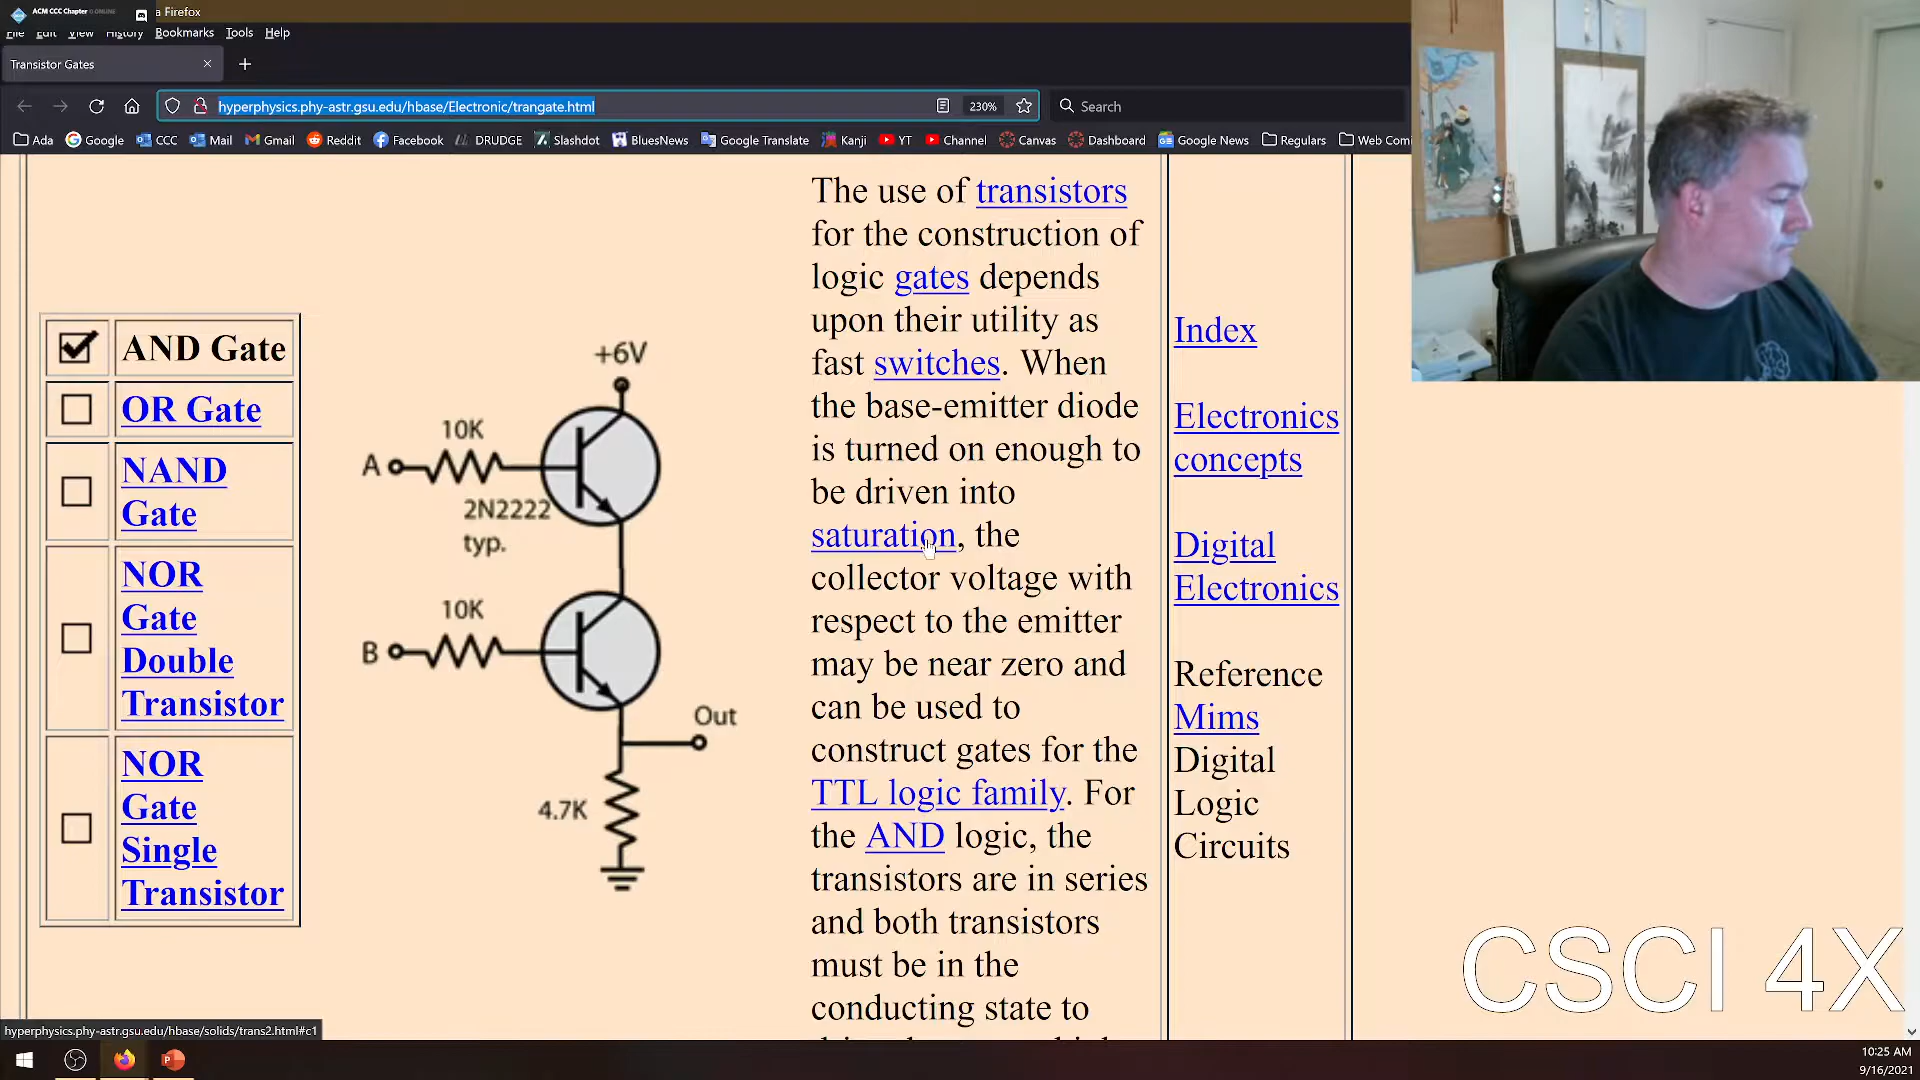 ACM CCC Chapter
a Firefox
File Edit View History Bookmarks Tools Help
Transistor Gates
hyperphysics.phy-astr.gsu.edu/hbase/Electronic/trangate.html
230%
Search
Ada Google CCC Mail Gmail Reddit Facebook DRUDGE Slashdot BluesNews Google Translate Kanji YT Channel Canvas Dashboard Google News Regulars Web Comi
AND Gate
OR Gate
NAND
Gate
NOR
Gate
Double
Transistor
NOR
Gate
Single
Transistor
+6V
10K
A
2N2222
typ.
10K
B
Out
4.7K
The use of transistors
for the construction of
logic gates depends
upon their utility as
fast switches. When
the base-emitter diode
is turned on enough to
be driven into
saturation, the
collector voltage with
respect to the emitter
may be near zero and
can be used to
construct gates for the
TTL logic family. For
the AND logic, the
transistors are in series
and both transistors
must be in the
conducting state to
Index
Electronics
concepts
Digital
Electronics
Reference
Mims
Digital
Logic
Circuits
CSCI 4X
hyperphysics.phy-astr.gsu.edu/hbase/solids/trans2.html#c1
10:25 AM
9/16/2021